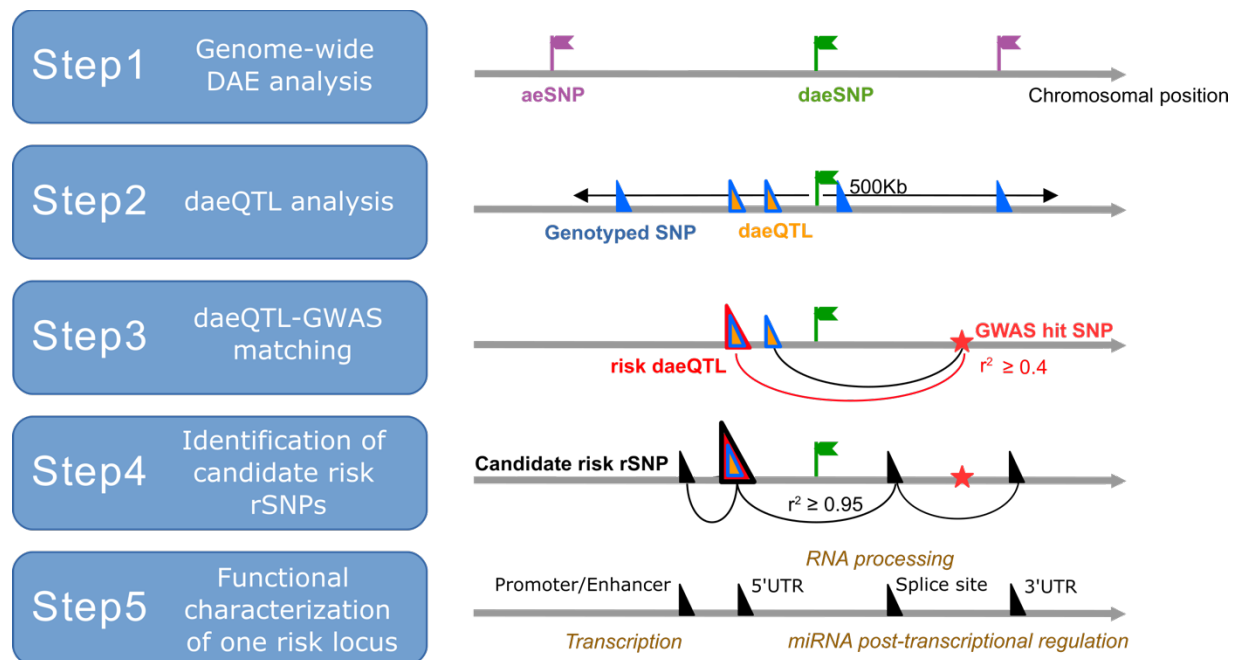 Step1
Genome-wide
DAE analysis
aeSNP
daeSNP
Chromosomal position
Step2
daeQTL analysis
500Kb
Genotyped SNP
daeQTL
Step3
daeQTL-GWAS
matching
GWAS hit SNP
risk daeQTL
r² ≥ 0.4
Step4
Identification of
candidate risk
rSNPs
Candidate risk rSNP
r² ≥ 0.95
Step5
Functional
characterization
of one risk locus
RNA processing
Promoter/Enhancer
5'UTR
Splice site
3'UTR
Transcription
miRNA post-transcriptional regulation